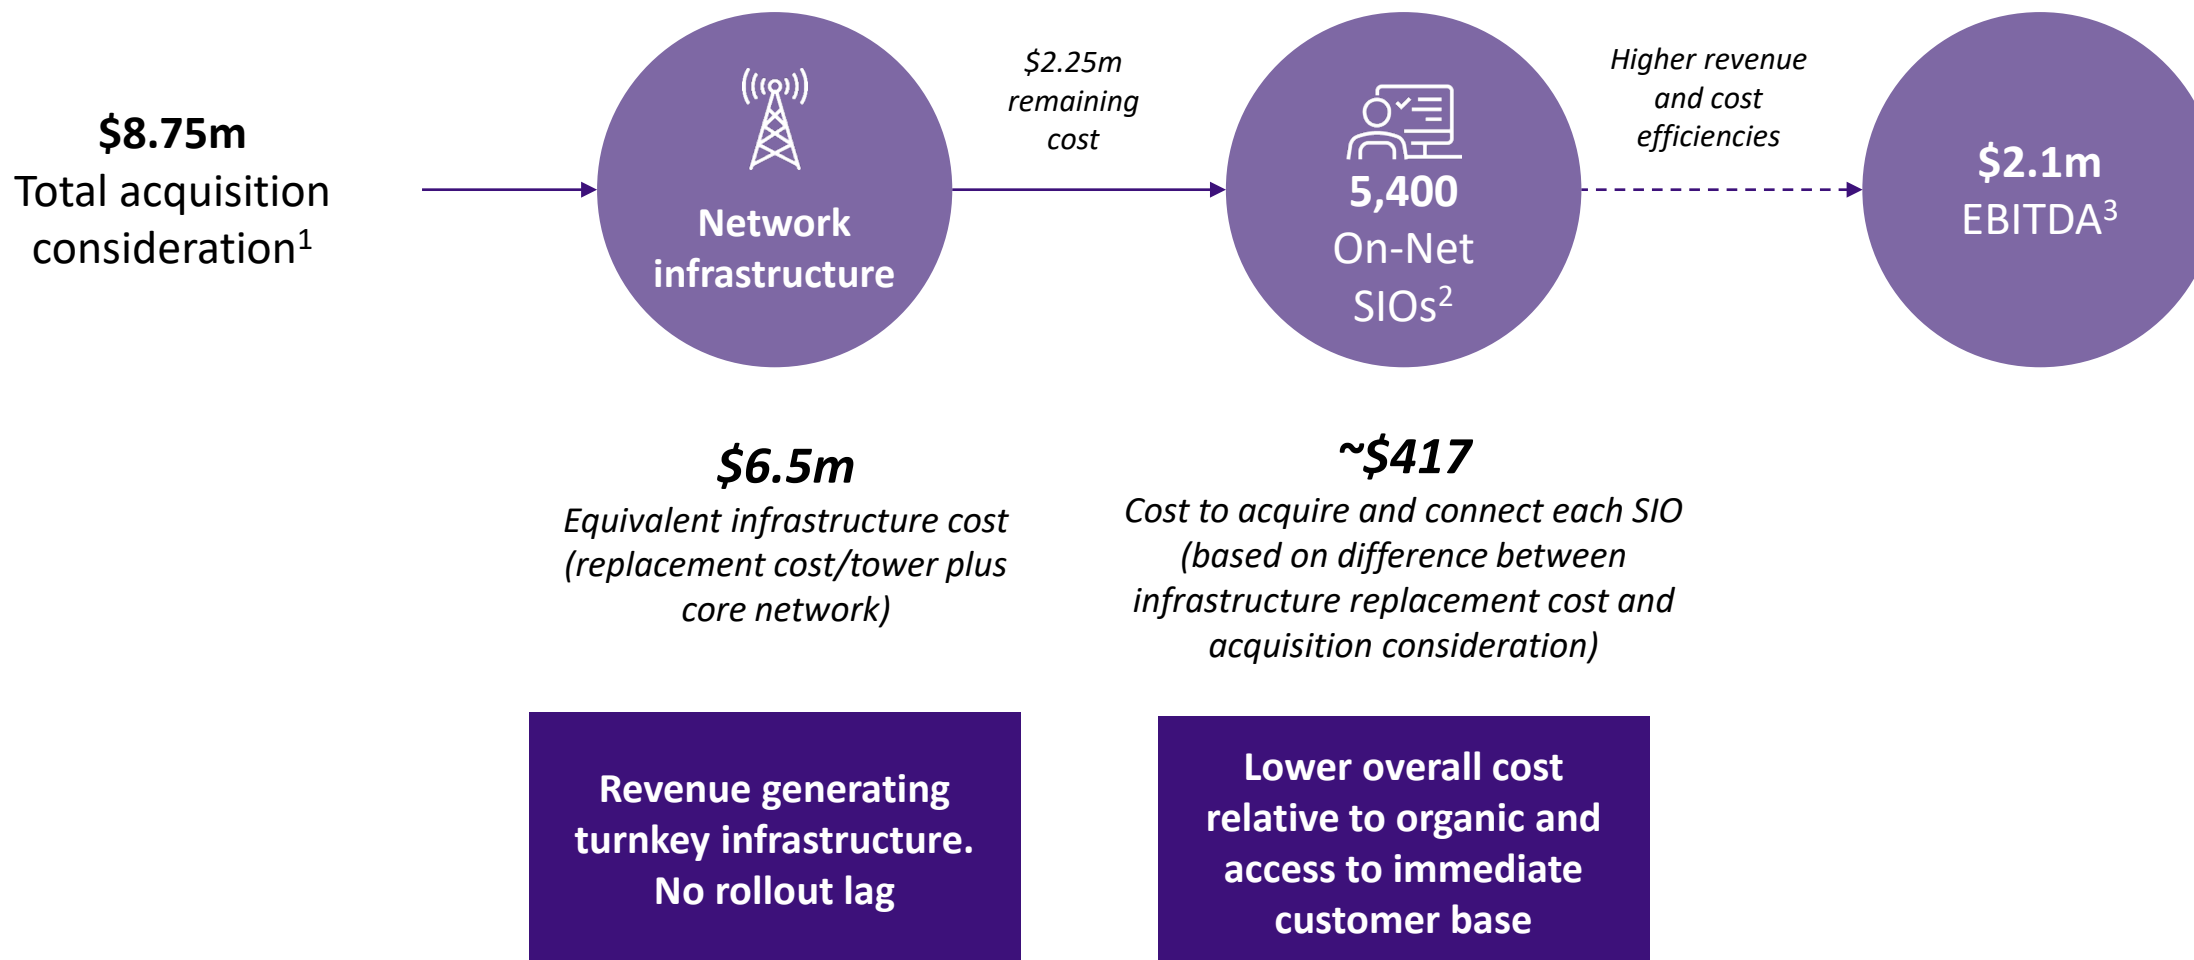 $8.75m
Total acquisition
consideration1
Network
infrastructure
$2.25m
remaining
cost
5,400
On-Net
SIOs2
Higher revenue
and cost
efficiencies
$2.1m
EBITDA3
$6.5m
Equivalent infrastructure cost
(replacement cost/tower plus
core network)
~$417
Cost to acquire and connect each SIO
(based on difference between
infrastructure replacement cost and
acquisition consideration)
Revenue generating
turnkey infrastructure.
No rollout lag
Lower overall cost
relative to organic and
access to immediate
customer base